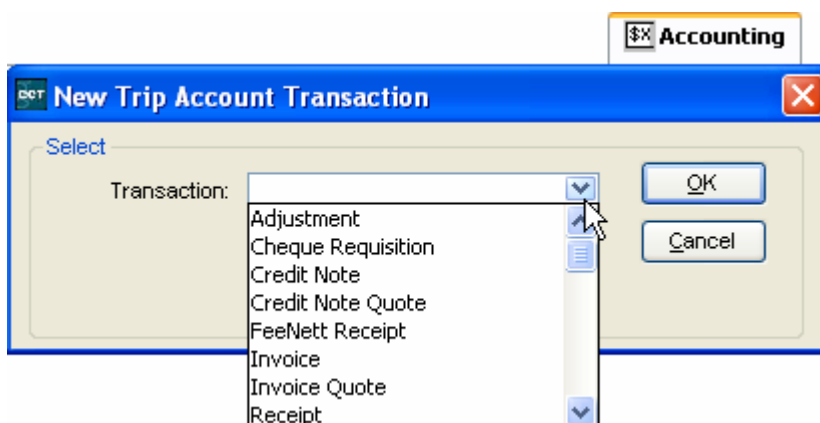 $X Accounting
DCT New Trip Account Transaction
Select
Transaction:
OK
Cancel
Adjustment
Cheque Requisition
Credit Note
Credit Note Quote
FeeNett Receipt
Invoice
Invoice Quote
Receipt